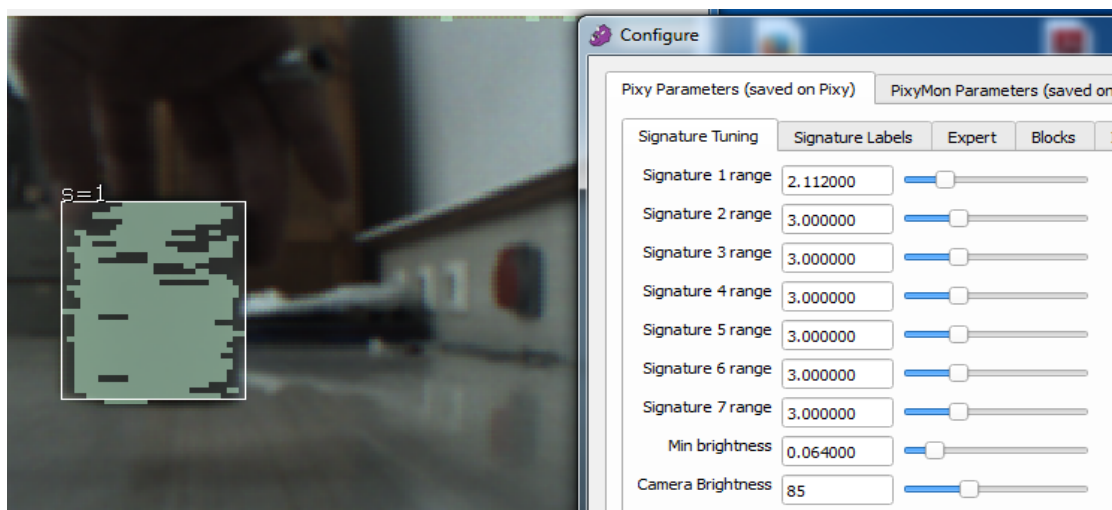 Configure
Pixy Parameters (saved on Pixy) PixyMon Parameters (saved on
Signature Tuning Signature Labels Expert Blocks
s=1
Signature 1 range 2.112000
Signature 2 range 3.000000
Signature 3 range 3.000000
Signature 4 range 3.000000
Signature 5 range 3.000000
Signature 6 range 3.000000
Signature 7 range 3.000000
Min brightness 0.064000
Camera Brightness 85